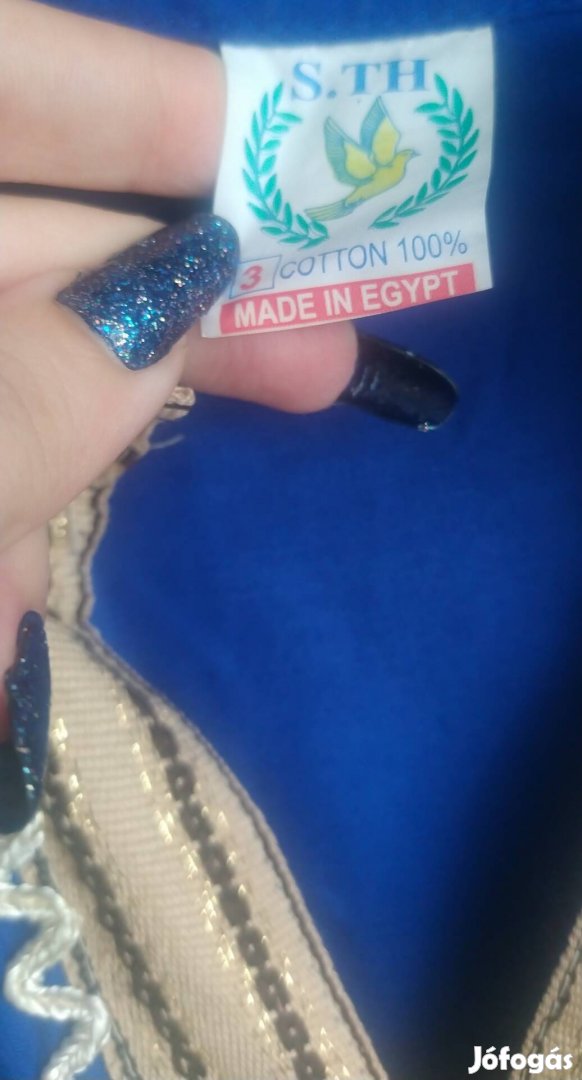 S.TH
3 COTTON 100%
MADE IN EGYPT
Jófogás